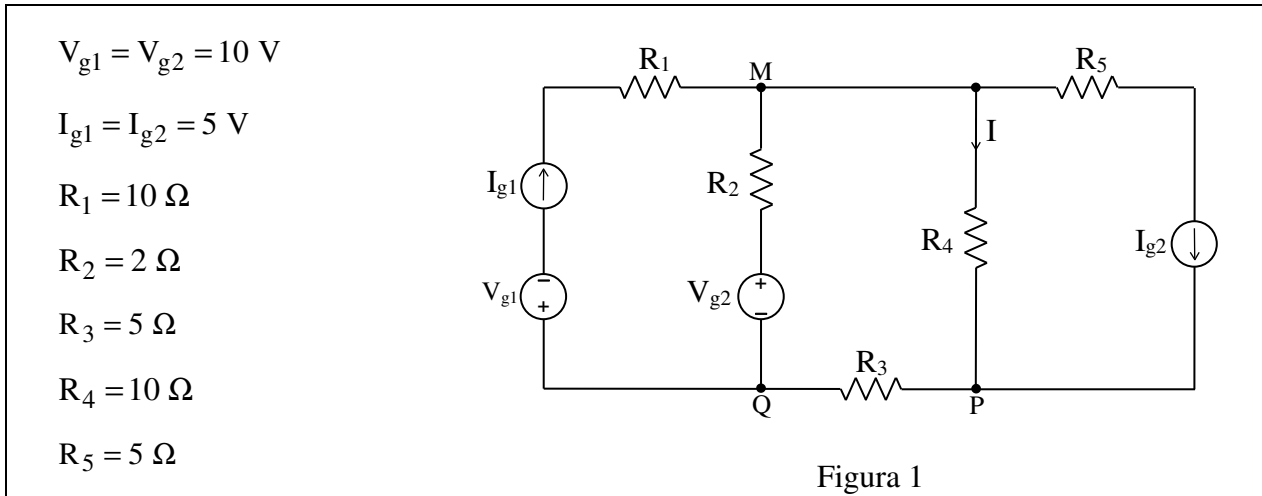 V_g1 = V_g2 = 10 V
I_g1 = I_g2 = 5 V
R_1 = 10 Ω
R_2 = 2 Ω
R_3 = 5 Ω
R_4 = 10 Ω
R_5 = 5 Ω
R_1
M
R_5
I
I_g1
R_2
R_4
I_g2
V_g1
- +
V_g2
+ -
R_3
Q
P
Figura 1